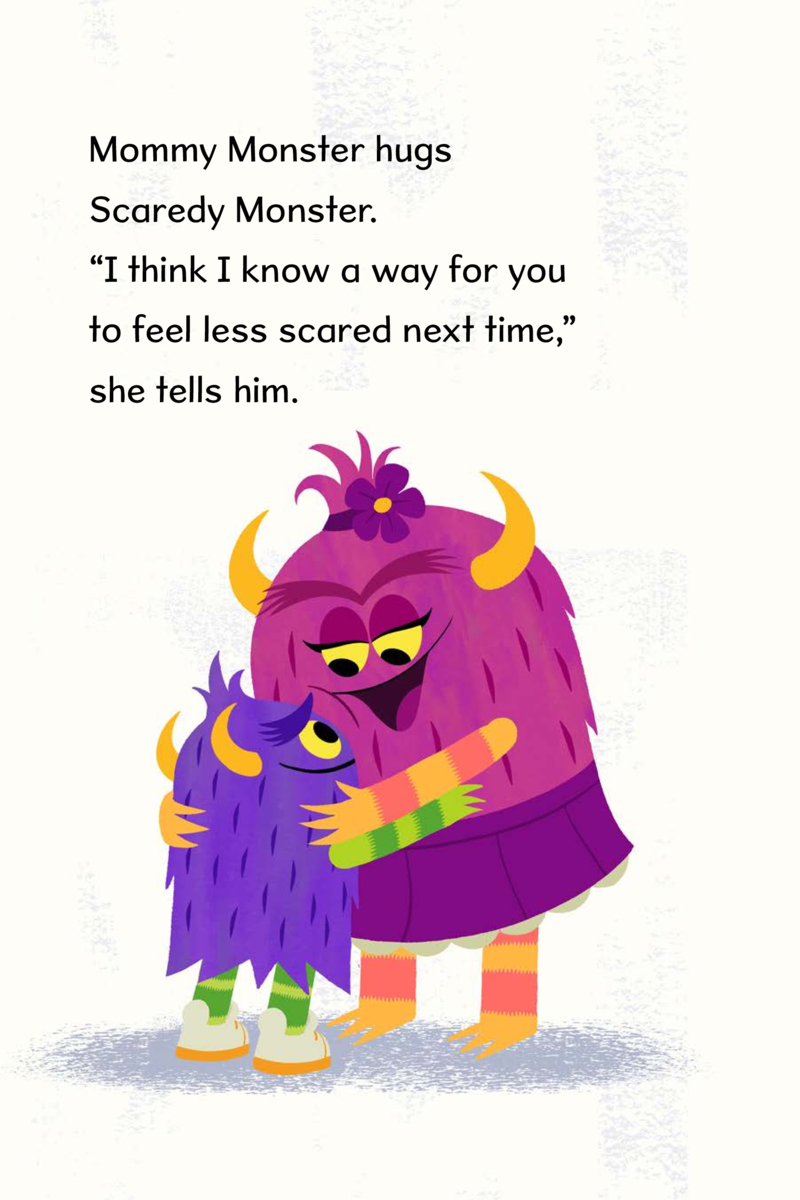 Mommy Monster hugs
Scaredy Monster.
“I think I know a way for you
to feel less scared next time,”
she tells him.